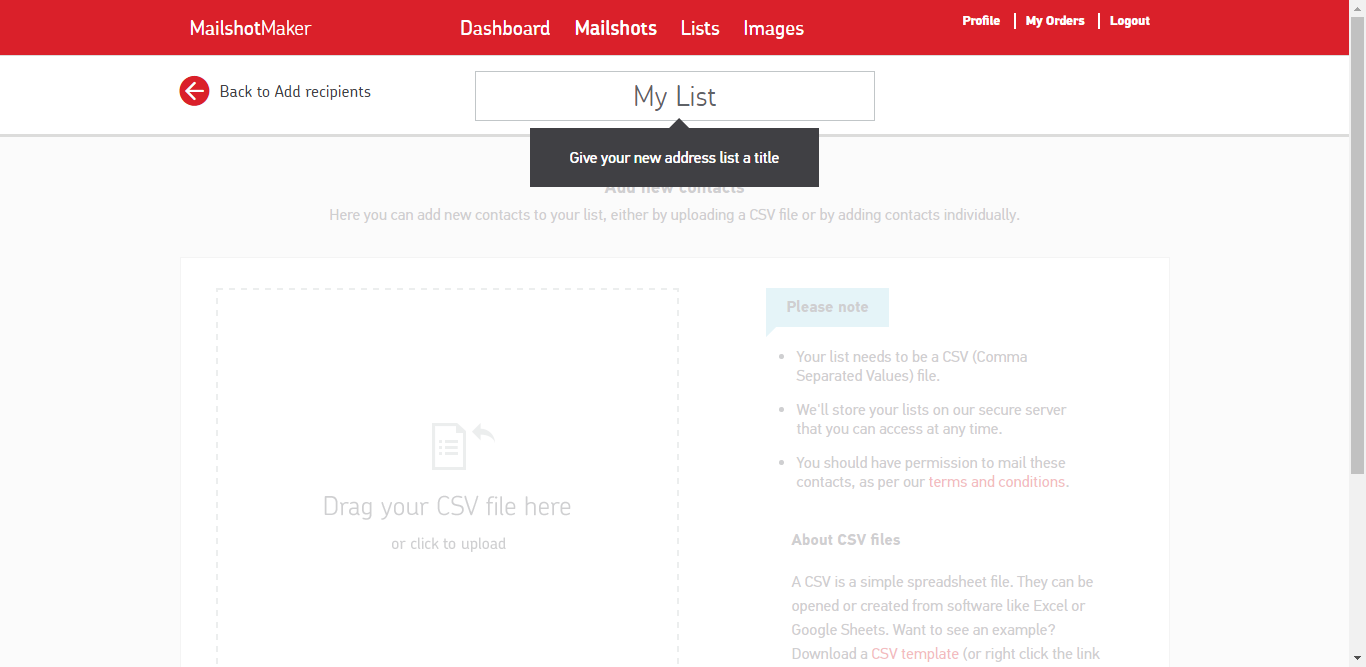 MailshotMaker
Dashboard Mailshots Lists Images
Profile My Orders Logout
Back to Add recipients
My List
Give your new address list a title
Add new contacts
Here you can add new contacts to your list, either by uploading a CSV file or by adding contacts individually.
Drag your CSV file here
or click to upload
Please note
Your list needs to be a CSV (Comma
Separated Values) file.
We'll store your lists on our secure server
that you can access at any time.
You should have permission to mail these
contacts, as per our terms and conditions.
About CSV files
A CSV is a simple spreadsheet file. They can be
opened or created from software like Excel or
Google Sheets. Want to see an example?
Download a CSV template (or right click the link